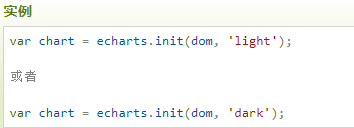 实例
var chart = echarts.init(dom, 'light');
或者
var chart = echarts.init(dom, 'dark');